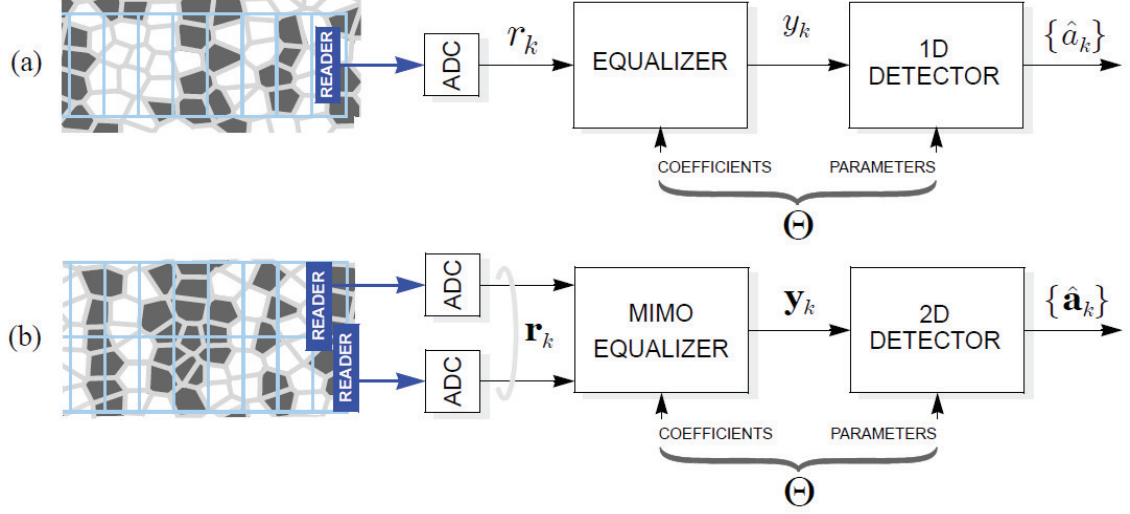 (a)
READER
ADC
r_k
EQUALIZER
y_k
1D
DETECTOR
{â_k}
COEFFICIENTS PARAMETERS
Θ
(b)
READER
READER
ADC
ADC
𝐫_k
MIMO
EQUALIZER
𝐲_k
2D
DETECTOR
{𝐚̂_k}
COEFFICIENTS PARAMETERS
Θ